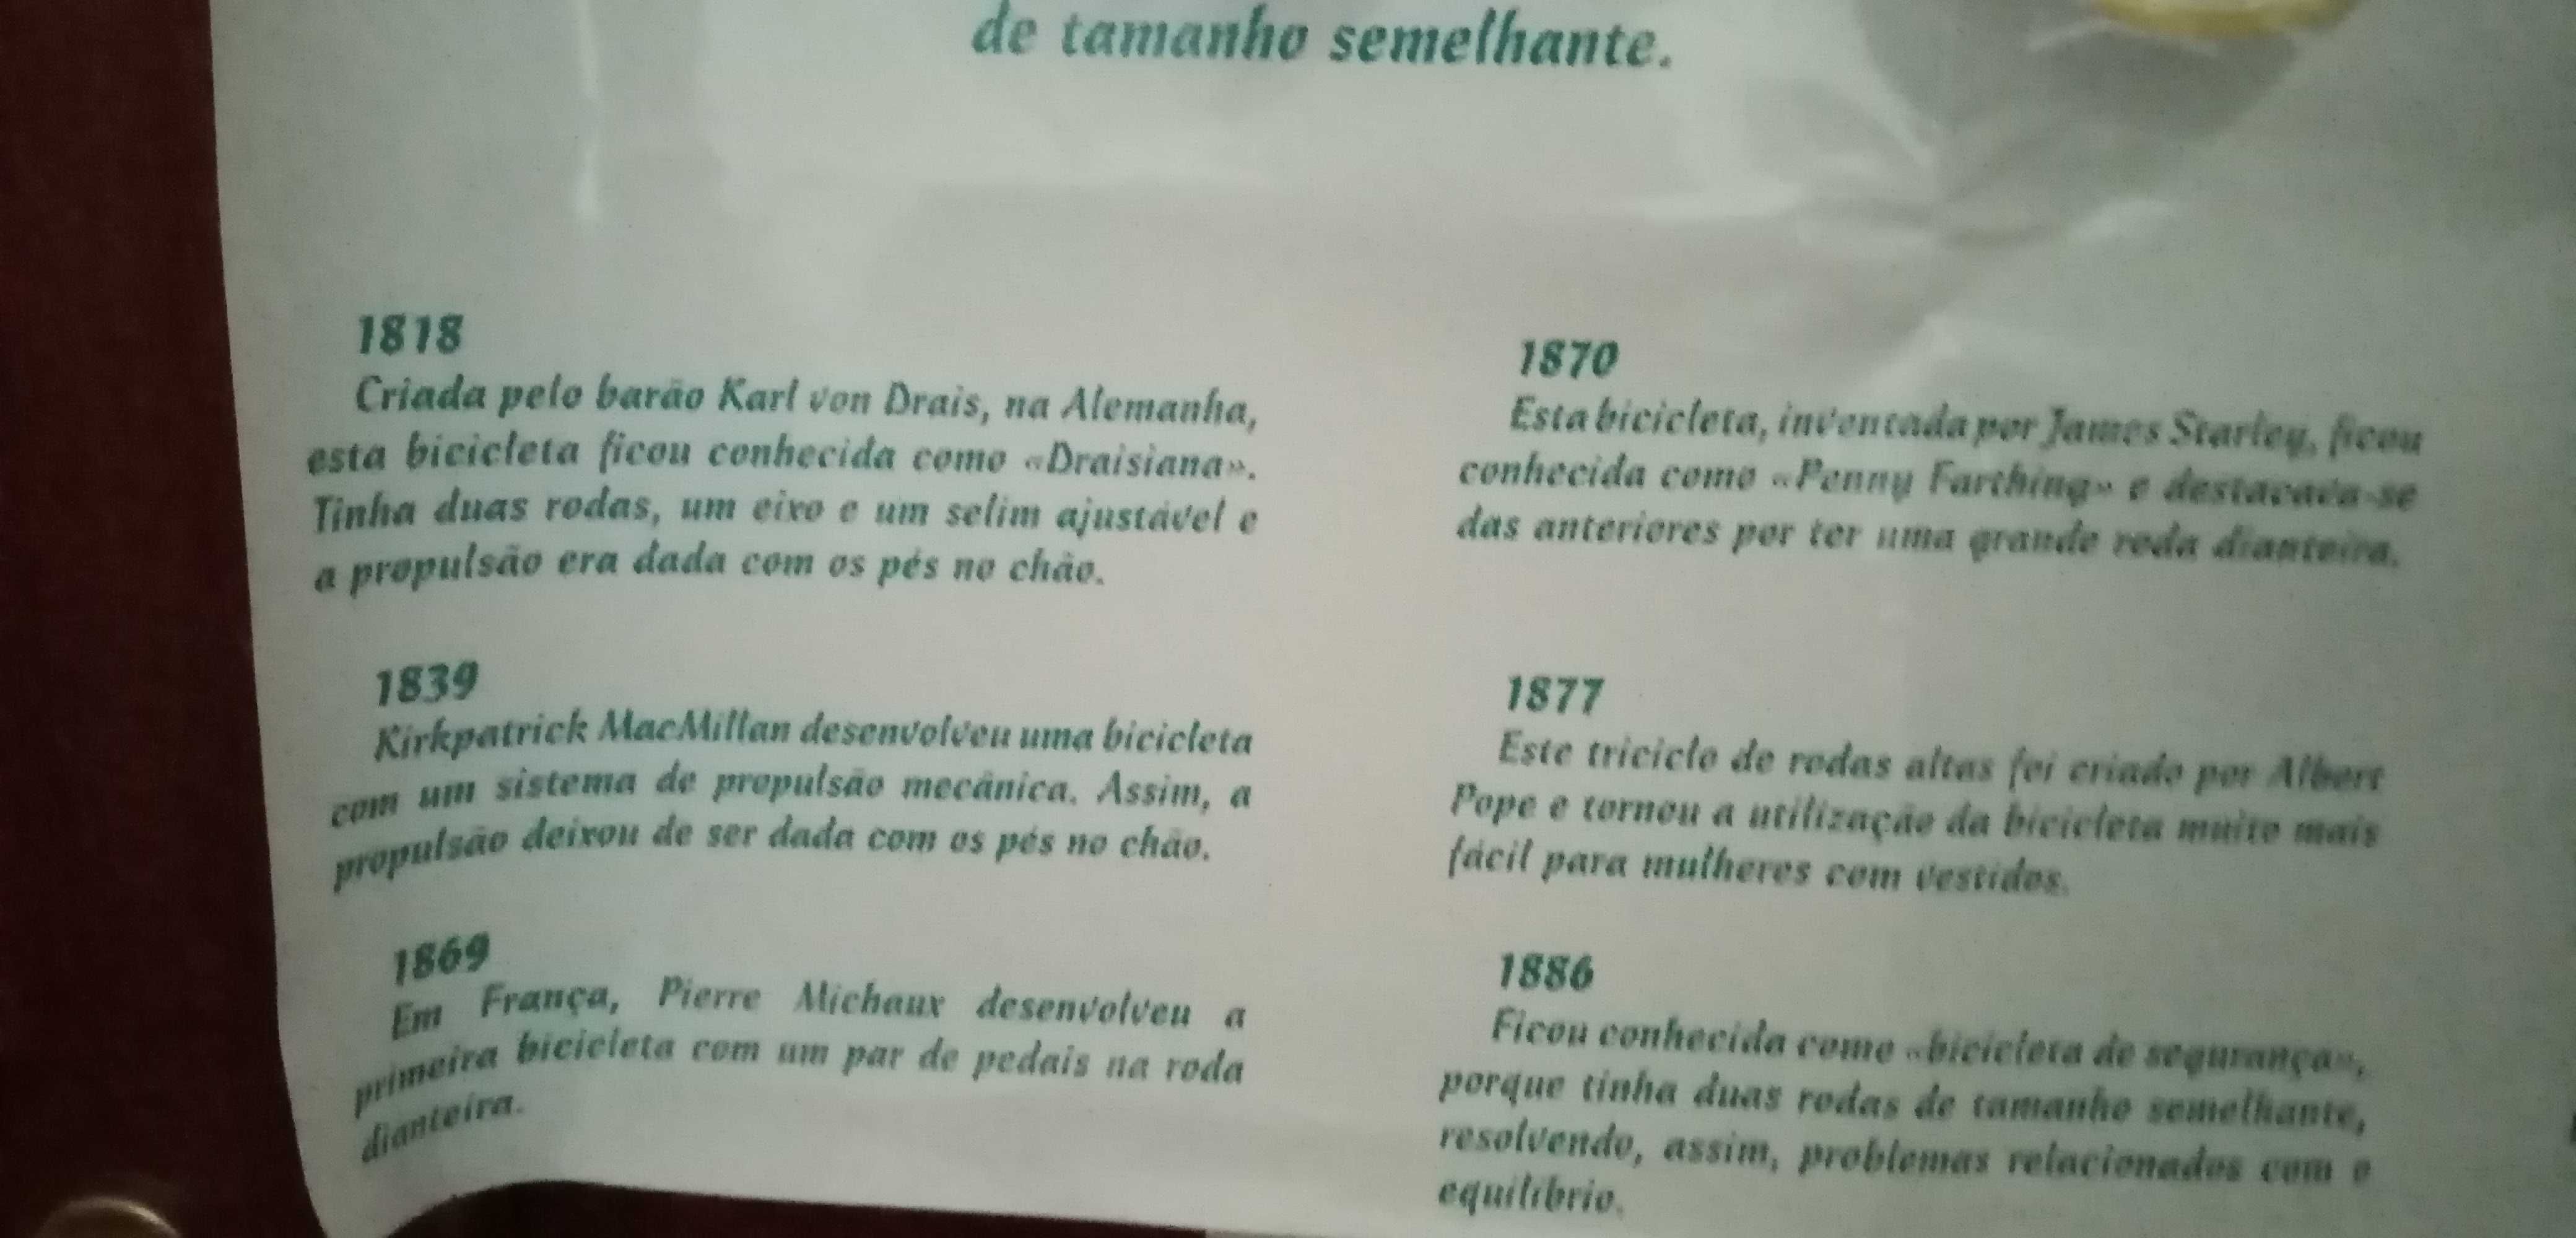 de tamanho semelhante.
1818
Criada pelo barão Karl von Drais, na Alemanha,
esta bicicleta ficou conhecida como «Draisiana».
Tinha duas rodas, um eixo e um selim ajustável e
a propulsão era dada com os pés no chão.
1839
Kirkpatrick MacMillan desenvolveu uma bicicleta
com um sistema de propulsão mecânica. Assim, a
propulsão deixou de ser dada com os pés no chão.
1869
Em França, Pierre Michaux desenvolveu a
primeira bicicleta com um par de pedais na roda
dianteira.
1870
Esta bicicleta, inventada por James Starley, ficou
conhecida como «Penny Farthing» e destacava-se
das anteriores por ter uma grande roda dianteira.
1877
Este triciclo de rodas altas foi criado por Albert
Pope e tornou a utilização da bicicleta muito mais
fácil para mulheres com vestidos.
1886
Ficou conhecida como «bicicleta de segurança»,
porque tinha duas rodas de tamanho semelhante,
resolvendo, assim, problemas relacionados com o
equilíbrio.